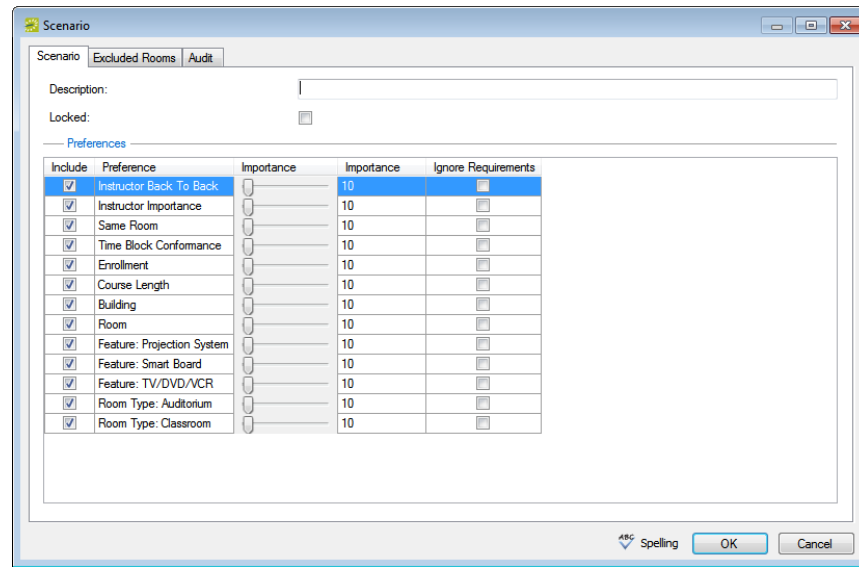 Scenario
Scenario Excluded Rooms Audit
Description:
Locked:
Preferences
Include Preference Importance Importance Ignore Requirements
Instructor Back To Back 10
Instructor Importance 10
Same Room 10
Time Block Conformance 10
Enrollment 10
Course Length 10
Building 10
Room 10
Feature: Projection System 10
Feature: Smart Board 10
Feature: TV/DVD/VCR 10
Room Type: Auditorium 10
Room Type: Classroom 10
ABC Spelling OK Cancel